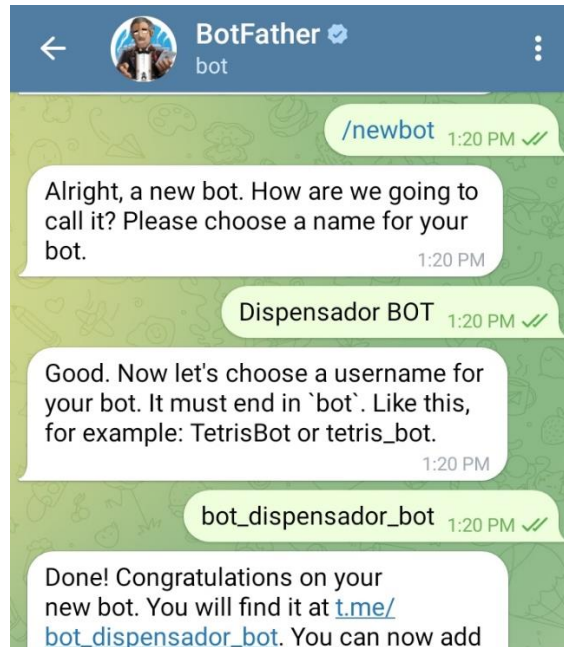 BotFather
bot
/newbot 1:20 PM
Alright, a new bot. How are we going to
call it? Please choose a name for your
bot.
1:20 PM
Dispensador BOT 1:20 PM
Good. Now let's choose a username for
your bot. It must end in `bot`. Like this,
for example: TetrisBot or tetris_bot.
1:20 PM
bot_dispensador_bot 1:20 PM
Done! Congratulations on your
new bot. You will find it at t.me/
bot_dispensador_bot. You can now add